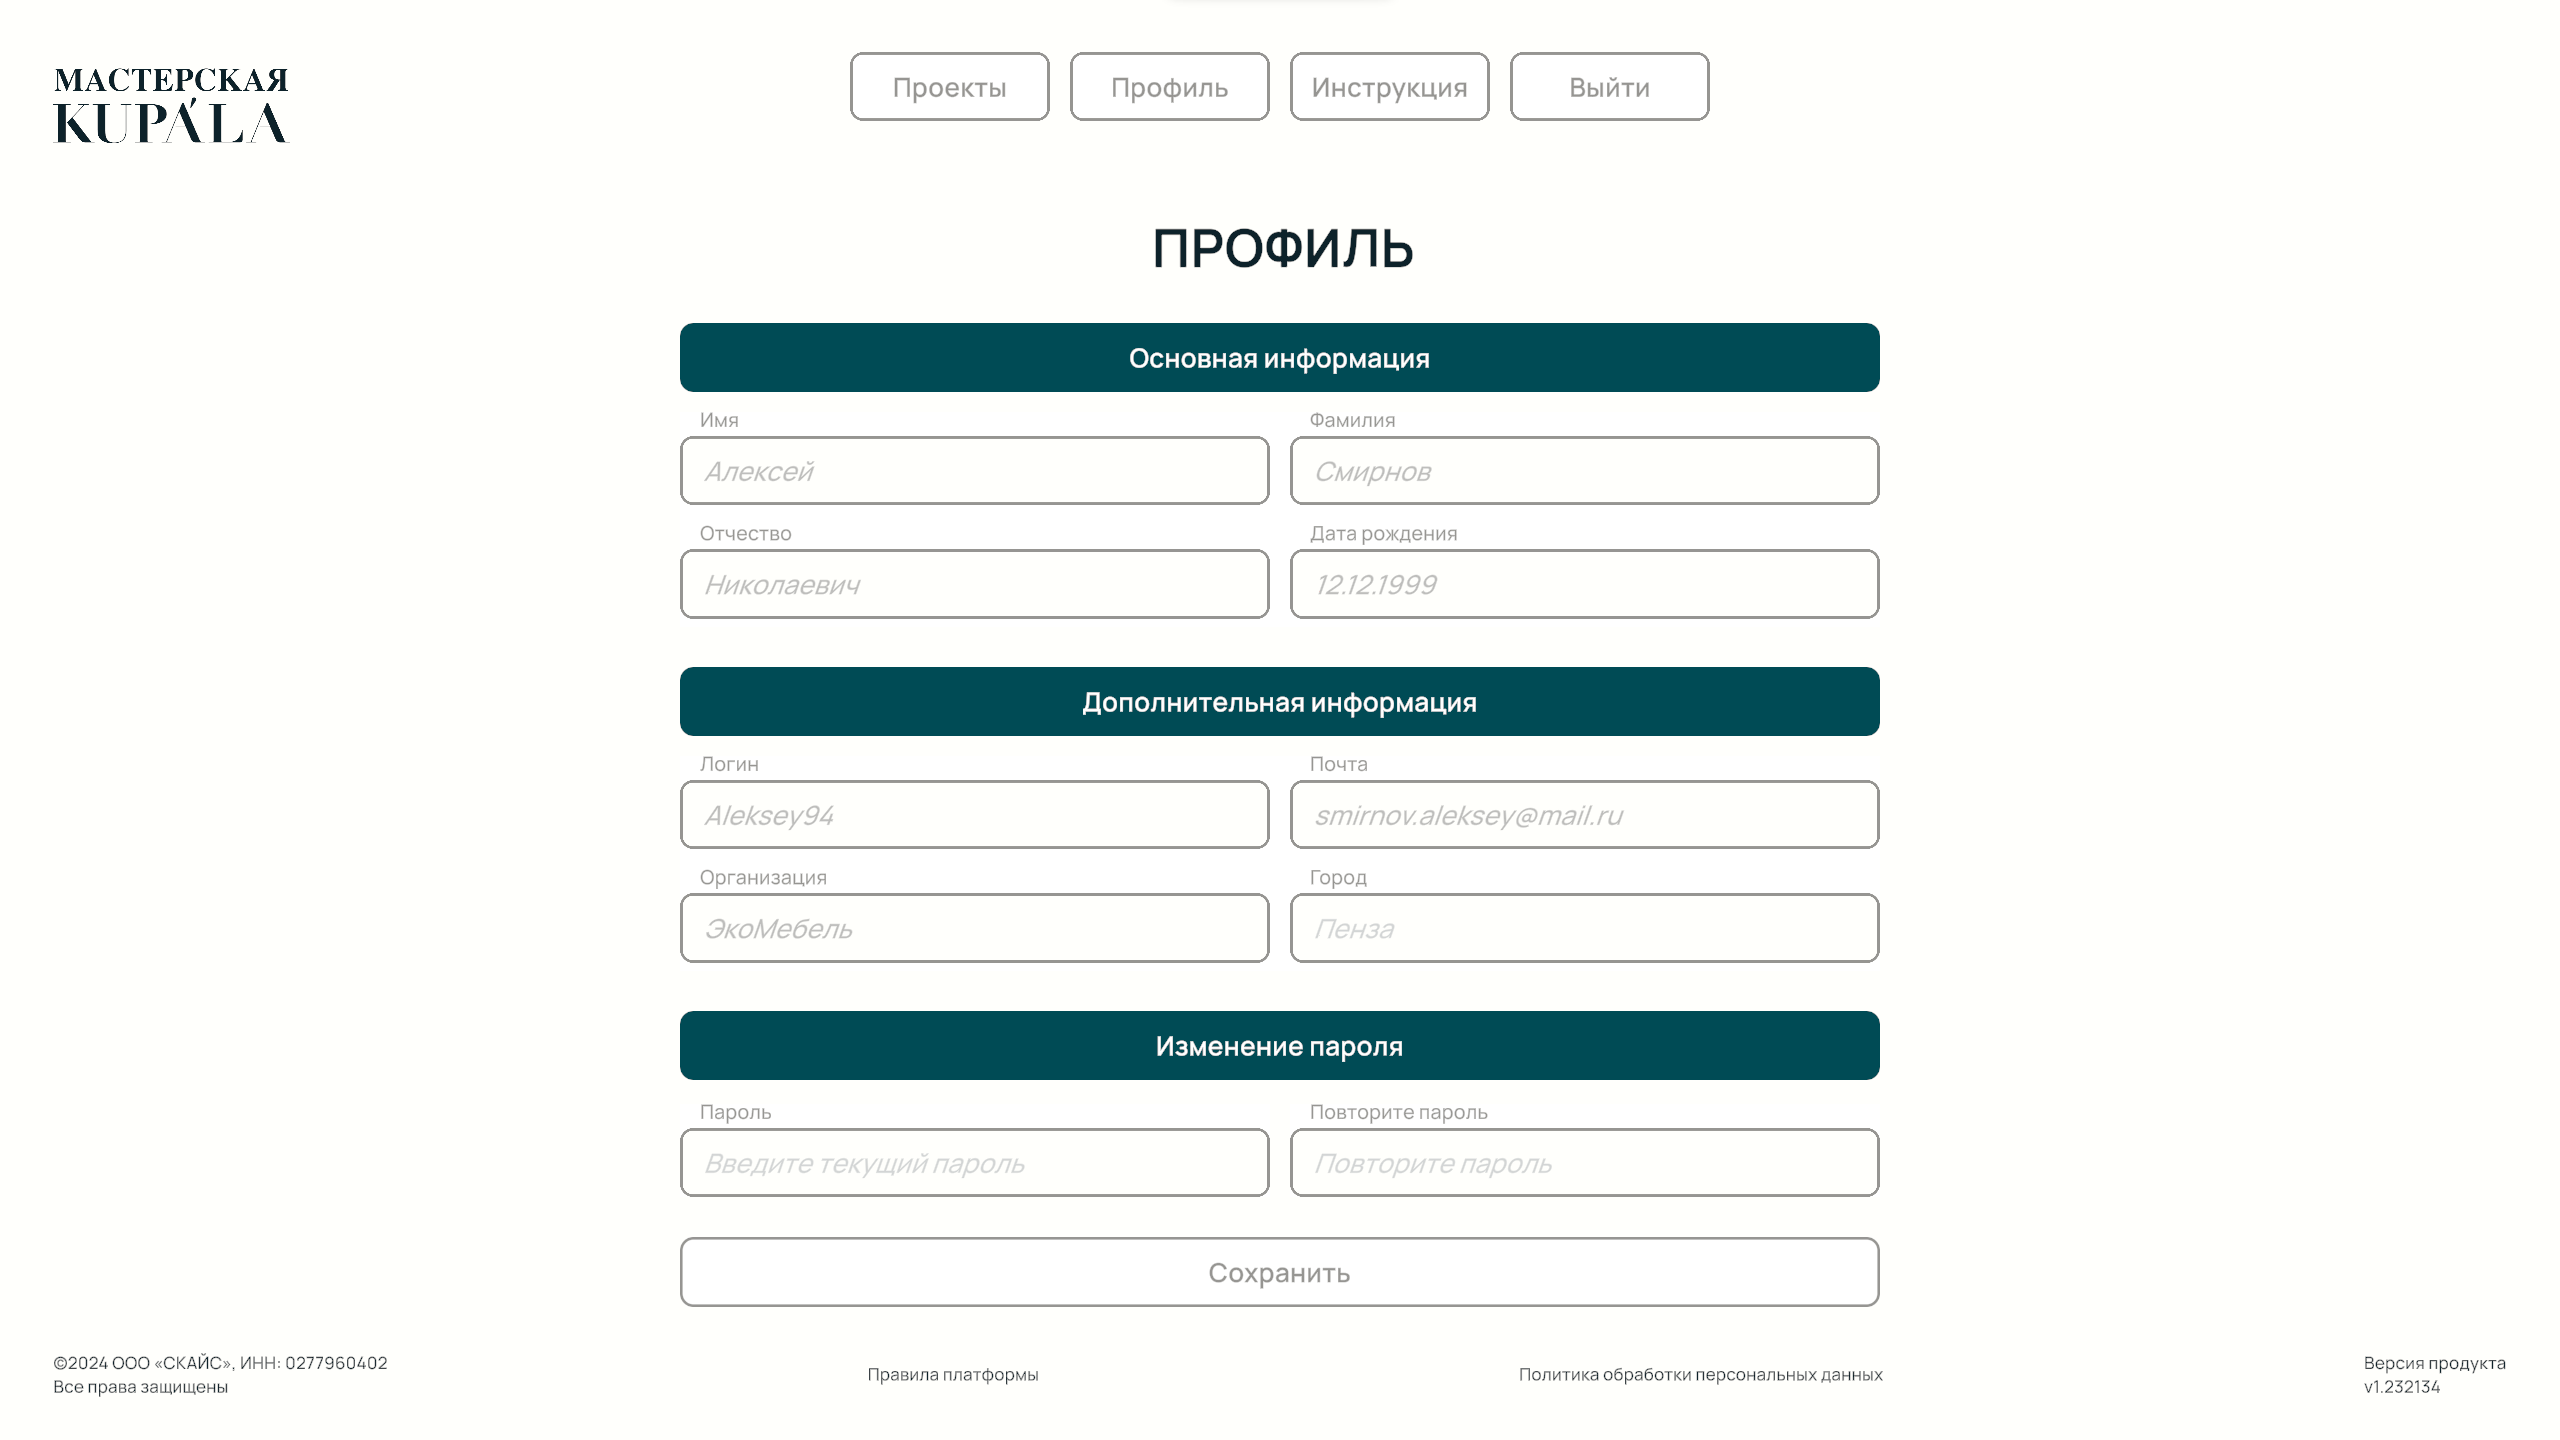 МАСТЕРСКАЯ
KUPÁLA
Проекты
Профиль
Инструкция
Выйти
ПРОФИЛЬ
Основная информация
Имя
Фамилия
Алексей
Смирнов
Отчество
Дата рождения
Николаевич
12.12.1999
Дополнительная информация
Логин
Почта
Aleksey94
smirnov.aleksey@mail.ru
Организация
Город
ЭкоМебель
Пенза
Изменение пароля
Пароль
Повторите пароль
Введите текущий пароль
Повторите пароль
Сохранить
©2024 ООО «СКАЙС», ИНН: 0277960402
Все права защищены
Правила платформы
Политика обработки персональных данных
Версия продукта
v1.232134